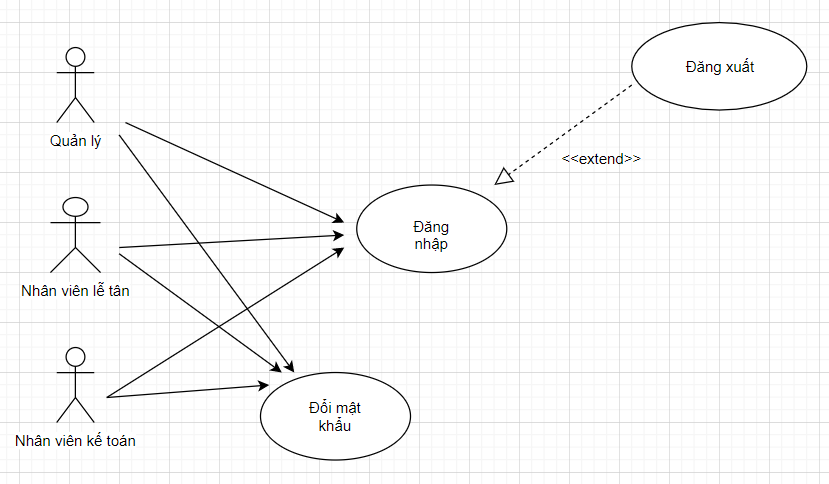 Đăng xuất
Quản lý
<<extend>>
Đăng
nhập
Nhân viên lễ tân
Đổi mật
khẩu
Nhân viên kế toán